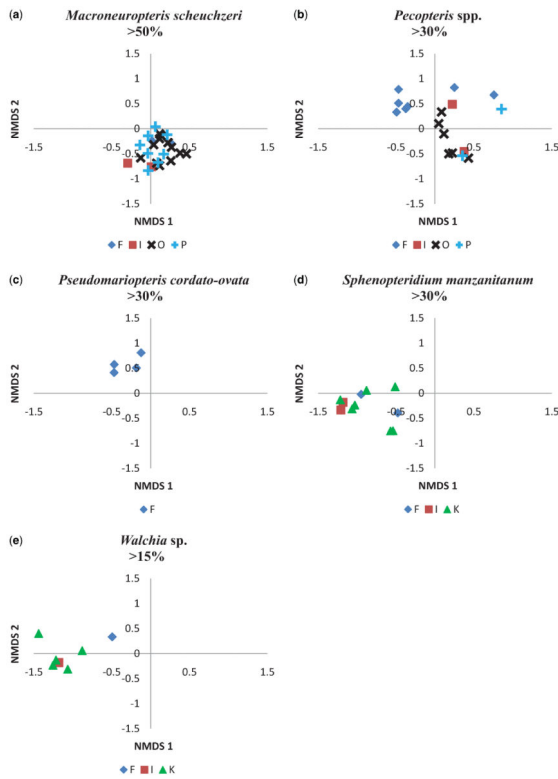 (a)
Macroneuropteris scheuchzeri
>50%
1.5
1
0.5
0
-1.5
-0.5
0.5
1.5
-0.5
-1
-1.5
NMDS 2
NMDS 1
F I O P
(b)
Pecopteris spp.
>30%
1.5
1
0.5
0
-1.5
-0.5
0.5
1.5
-0.5
-1
-1.5
NMDS 2
NMDS 1
F I O P
(c)
Pseudomariopteris cordato-ovata
>30%
1.5
1
0.5
0
-1.5
-0.5
0.5
1.5
-0.5
-1
-1.5
NMDS 2
NMDS 1
F
(d)
Sphenopteridium manzanitanum
>30%
1.5
1
0.5
0
-1.5
-0.5
0.5
1.5
-0.5
-1
-1.5
NMDS 2
NMDS 1
F I K
(e)
Walchia sp.
>15%
1.5
1
0.5
0
-1.5
-0.5
0.5
1.5
-0.5
-1
-1.5
NMDS 2
NMDS 1
F I K